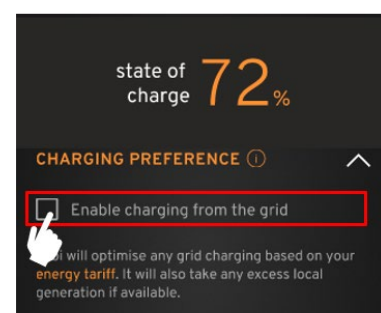 state of 72%
charge
CHARGING PREFERENCE ⓘ
Enable charging from the grid
will optimise any grid charging based on your
energy tariff. It will also take any excess local
generation if available.